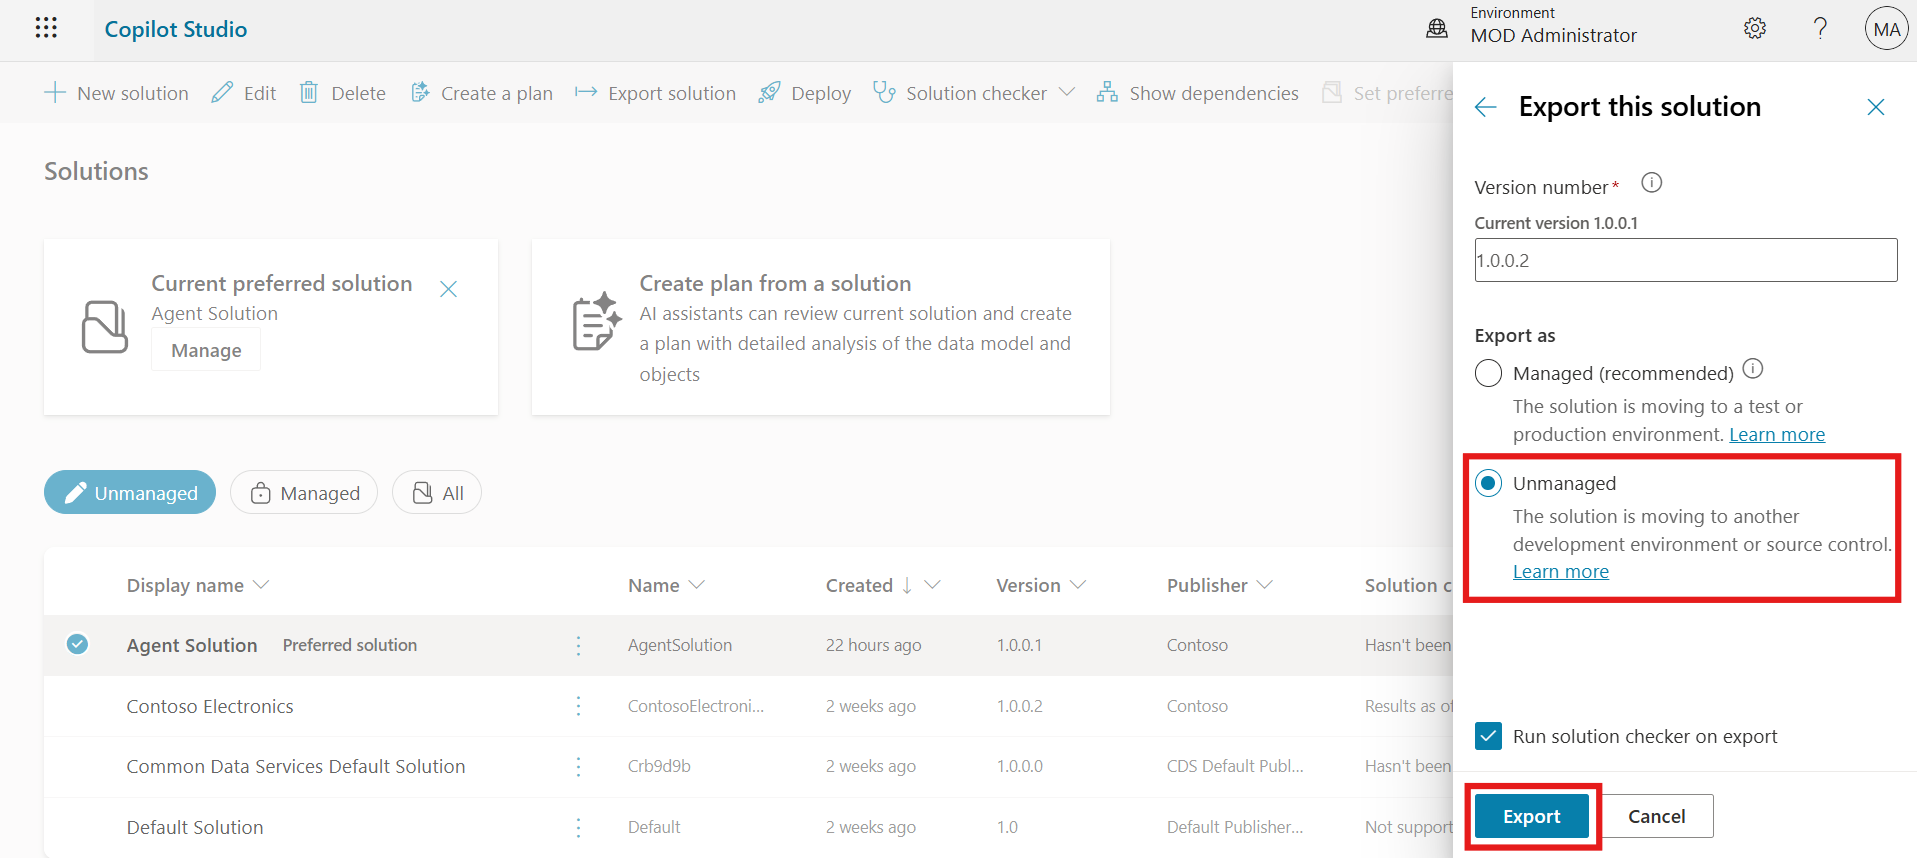 Copilot Studio
Environment
MOD Administrator
MA
New solution
Edit
Delete
Create a plan
Export solution
Deploy
Solution checker
Show dependencies
Set preferre
Solutions
Current preferred solution
Agent Solution
Manage
Create plan from a solution
AI assistants can review current solution and create
a plan with detailed analysis of the data model and
objects
Unmanaged
Managed
All
Display name
Name
Created
Version
Publisher
Solution c
Agent Solution Preferred solution AgentSolution 22 hours ago 1.0.0.1 Contoso Hasn't been
Contoso Electronics ContosoElectroni... 2 weeks ago 1.0.0.2 Contoso Results as of
Common Data Services Default Solution Crb9d9b 2 weeks ago 1.0.0.0 CDS Default Publ... Hasn't been
Default Solution Default 2 weeks ago 1.0 Default Publisher... Not support
Export this solution
Version number*
Current version 1.0.0.1
1.0.0.2
Export as
Managed (recommended)
The solution is moving to a test or
production environment. Learn more
Unmanaged
The solution is moving to another
development environment or source control.
Learn more
Run solution checker on export
Export
Cancel